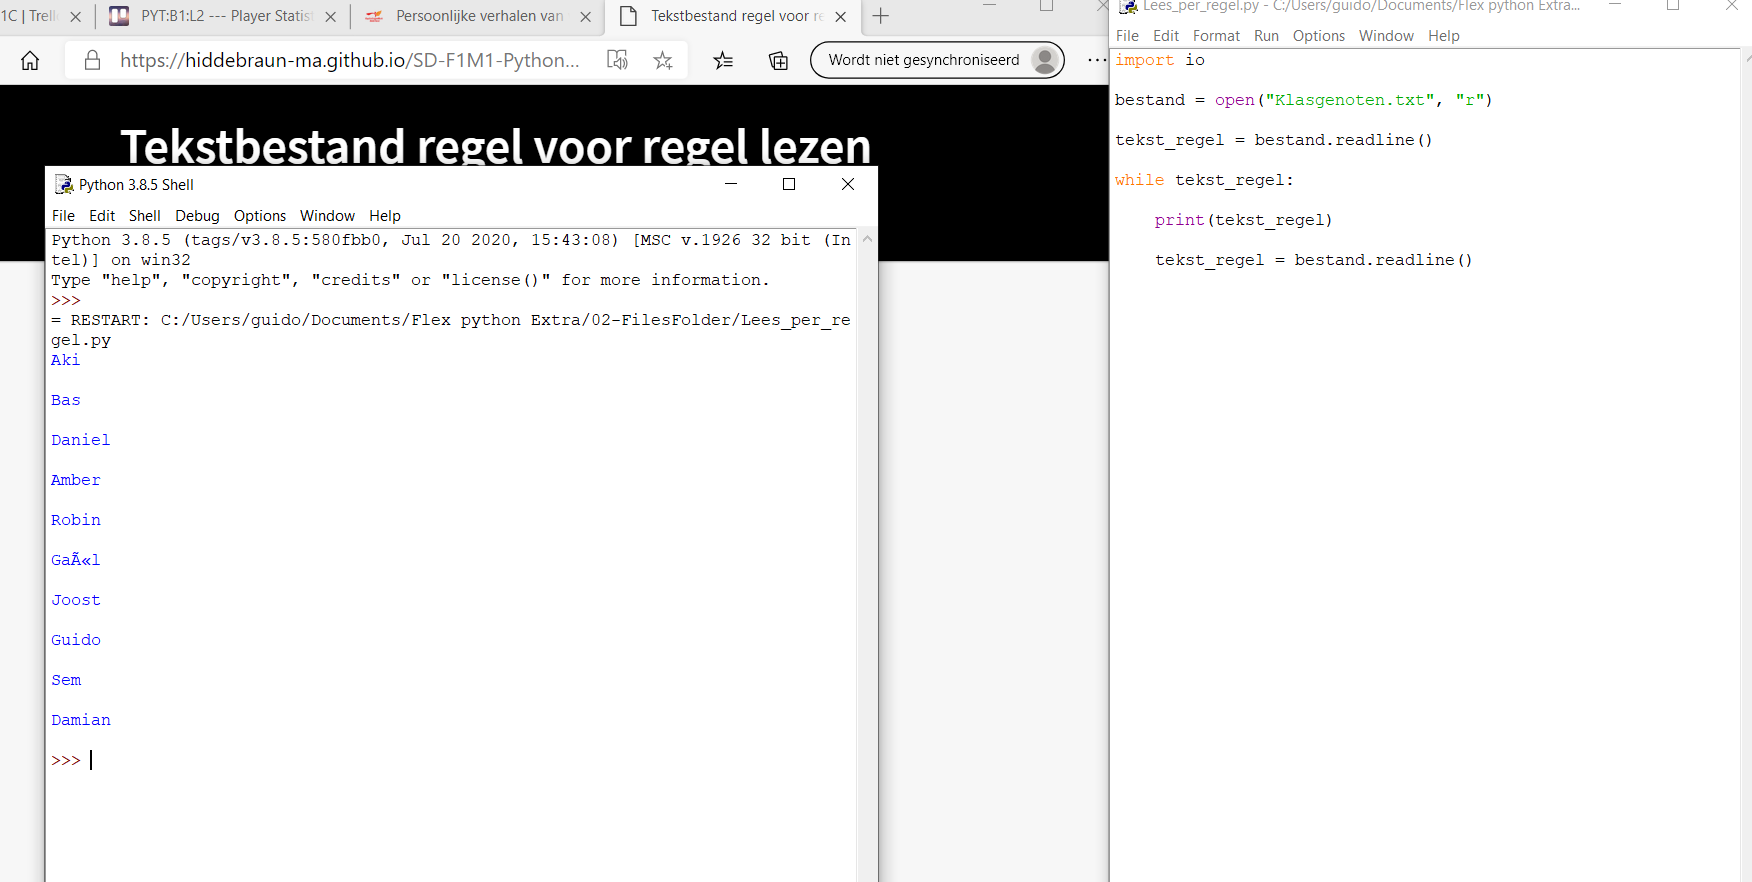 1C | Trell
PYT:B1:L2 --- Player Statis
Persoonlijke verhalen van
Tekstbestand regel voor re
https://hiddebraun-ma.github.io/SD-F1M1-Python...
Wordt niet gesynchroniseerd
Tekstbestand regel voor regel lezen
Python 3.8.5 Shell
File Edit Shell Debug Options Window Help
Python 3.8.5 (tags/v3.8.5:580fbb0, Jul 20 2020, 15:43:08) [MSC v.1926 32 bit (In
tel)] on win32
Type "help", "copyright", "credits" or "license()" for more information.
>>>
= RESTART: C:/Users/guido/Documents/Flex python Extra/02-FilesFolder/Lees_per_re
gel.py
Aki
Bas
Daniel
Amber
Robin
GaÃ«l
Joost
Guido
Sem
Damian
>>>
Lees_per_regel.py - C:/Users/guido/Documents/Flex python Extra...
File Edit Format Run Options Window Help
import io
bestand = open("Klasgenoten.txt", "r")
tekst_regel = bestand.readline()
while tekst_regel:
print(tekst_regel)
tekst_regel = bestand.readline()